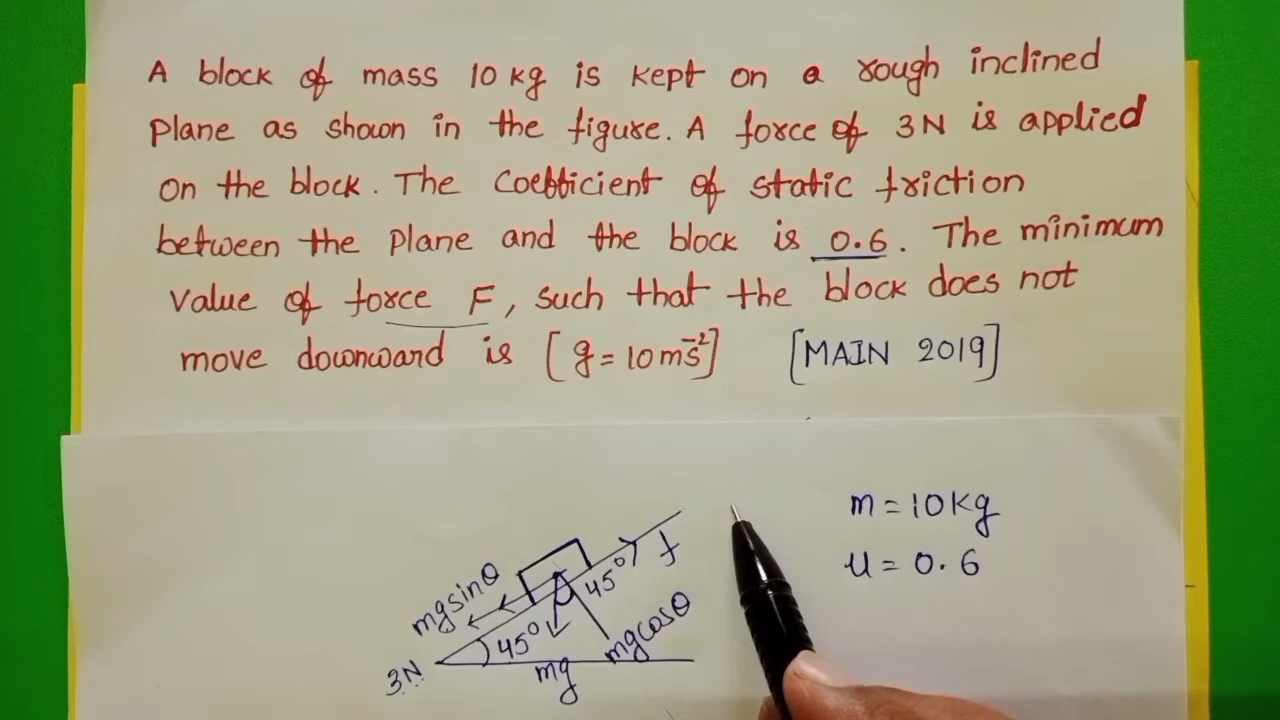 A block of mass 10 kg is kept on a rough inclined
plane as shown in the figure. A force of 3N is applied
on the block. The coefficient of static friction
between the plane and the block is 0.6. The minimum
value of force F, such that the block does not
move downward is [g = 10 ms⁻²] [MAIN 2019]
m = 10kg
u = 0.6
mgsinθ
45°
f
45°
mgcosθ
3N
mg